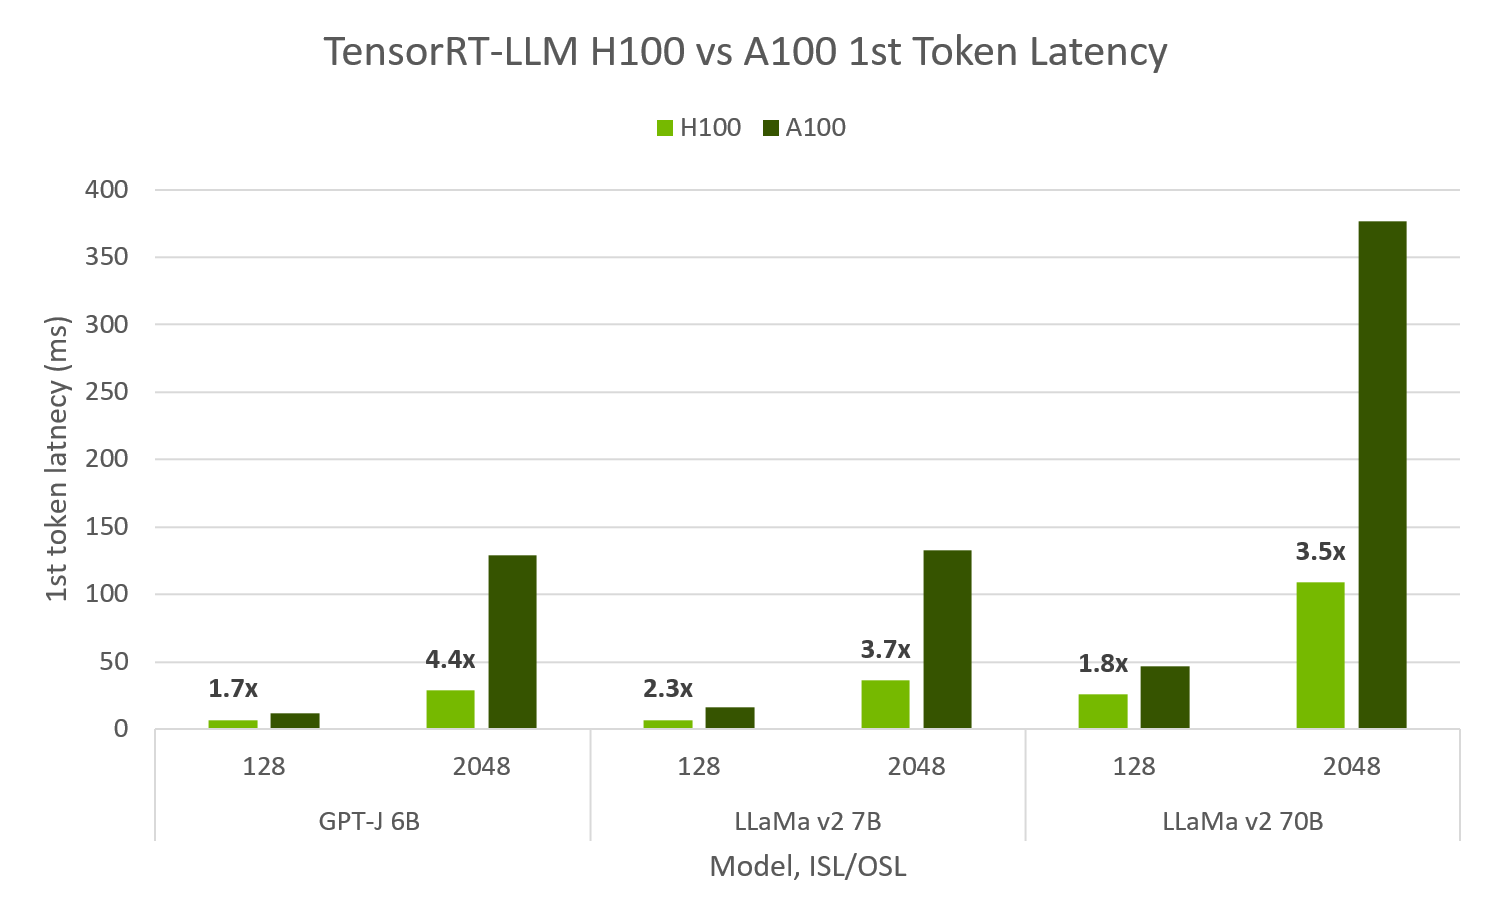 TensorRT-LLM H100 vs A100 1st Token Latency
H100 A100
400
350
300
250
200
150
100
50
0
1st token latnecy (ms)
1.7x
4.4x
2.3x
3.7x
1.8x
3.5x
128 2048 128 2048 128 2048
GPT-J 6B LLaMa v2 7B LLaMa v2 70B
Model, ISL/OSL